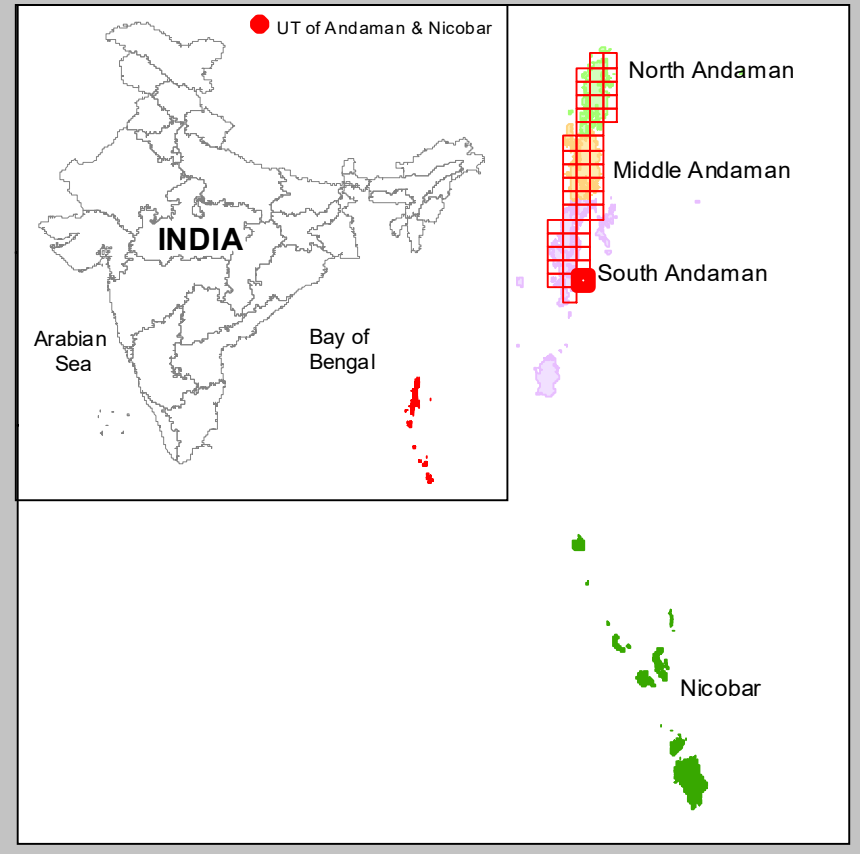 UT of Andaman & Nicobar
INDIA
Arabian
Sea
Bay of
Bengal
North Andaman
Middle Andaman
South Andaman
Nicobar